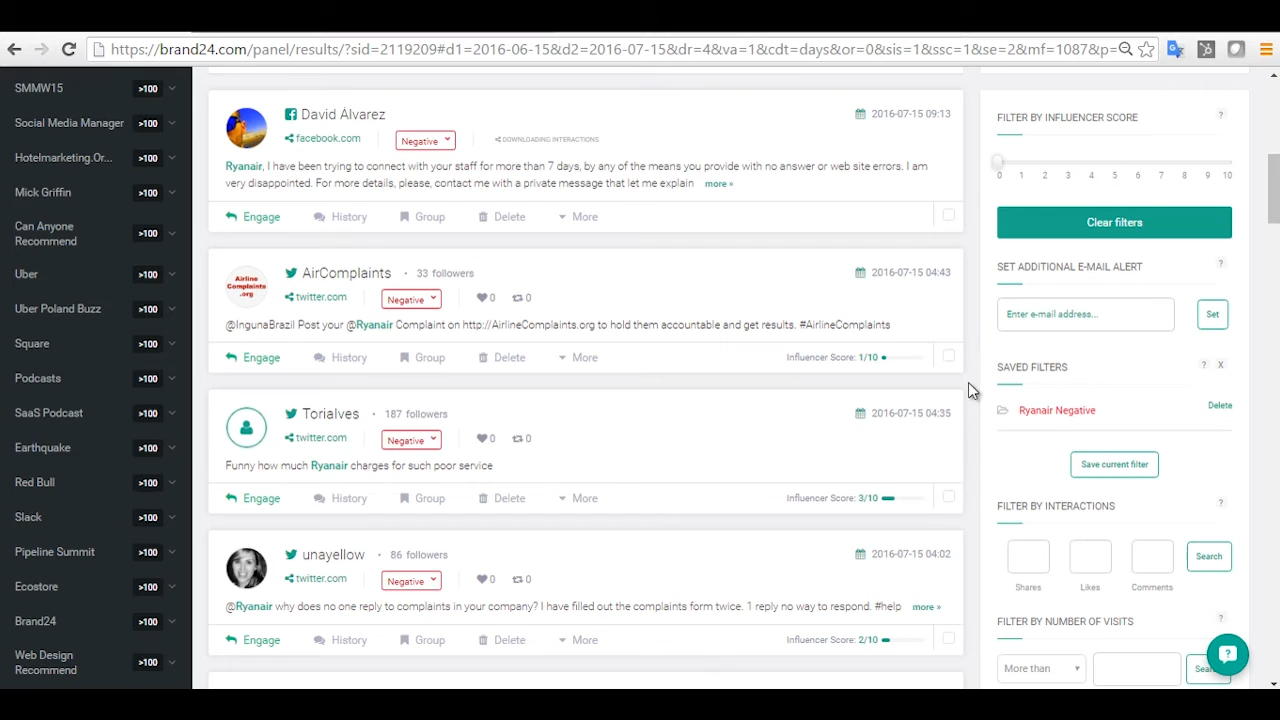 https://brand24.com/panel/results/?sid=2119209#d1=2016-06-15&d2=2016-07-15&dr=4&va=1&cdt=days&or=0&sis=1&ssc=1&se=2&mf=1087&p=
SMMW15 >100
Social Media Manager >100
Hotelmarketing.Or... >100
Mick Griffin >100
Can Anyone
Recommend >100
Uber >100
Uber Poland Buzz >100
Square >100
Podcasts >100
SaaS Podcast >100
Earthquake >100
Red Bull >100
Slack >100
Pipeline Summit >100
Ecostore >100
Brand24 >100
Web Design
Recommend >100
David Álvarez 2016-07-15 09:13
facebook.com Negative DOWNLOADING INTERACTIONS
Ryanair, I have been trying to connect with your staff for more than 7 days, by any of the means you provide with no answer or web site errors. I am
very disappointed. For more details, please, contact me with a private message that let me explain more »
Engage History Group Delete More
AirComplaints • 33 followers 2016-07-15 04:43
Airline
Complaints
.org
twitter.com Negative 0 0
@IngunaBrazil Post your @Ryanair Complaint on http://AirlineComplaints.org to hold them accountable and get results. #AirlineComplaints
Engage History Group Delete More Influencer Score: 1/10
Torialves • 187 followers 2016-07-15 04:35
twitter.com Negative 0 0
Funny how much Ryanair charges for such poor service
Engage History Group Delete More Influencer Score: 3/10
unayellow • 86 followers 2016-07-15 04:02
twitter.com Negative 0 0
@Ryanair why does no one reply to complaints in your company? I have filled out the complaints form twice. 1 reply no way to respond. #help more »
Engage History Group Delete More Influencer Score: 2/10
FILTER BY INFLUENCER SCORE ?
0 1 2 3 4 5 6 7 8 9 10
Clear filters
SET ADDITIONAL E-MAIL ALERT ?
Enter e-mail address... Set
SAVED FILTERS ? X
Ryanair Negative Delete
Save current filter
FILTER BY INTERACTIONS ?
Search
Shares Likes Comments
FILTER BY NUMBER OF VISITS ?
More than